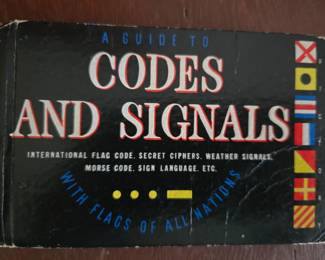 A GUIDE TO
CODES
AND SIGNALS
INTERNATIONAL FLAG CODE. SECRET CIPHERS. WEATHER SIGNALS.
MORSE CODE. SIGN LANGUAGE. ETC.
WITH FLAGS OF ALL NATIONS